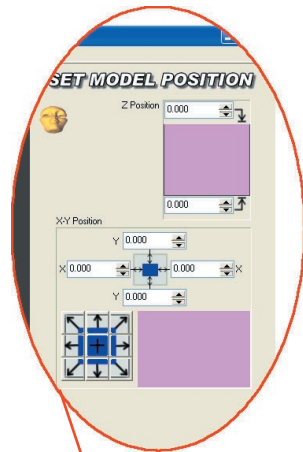 SET MODEL POSITION
Z Position 0.000
0.000
X-Y Position
Y 0.000
X 0.000 0.000 X
Y 0.000